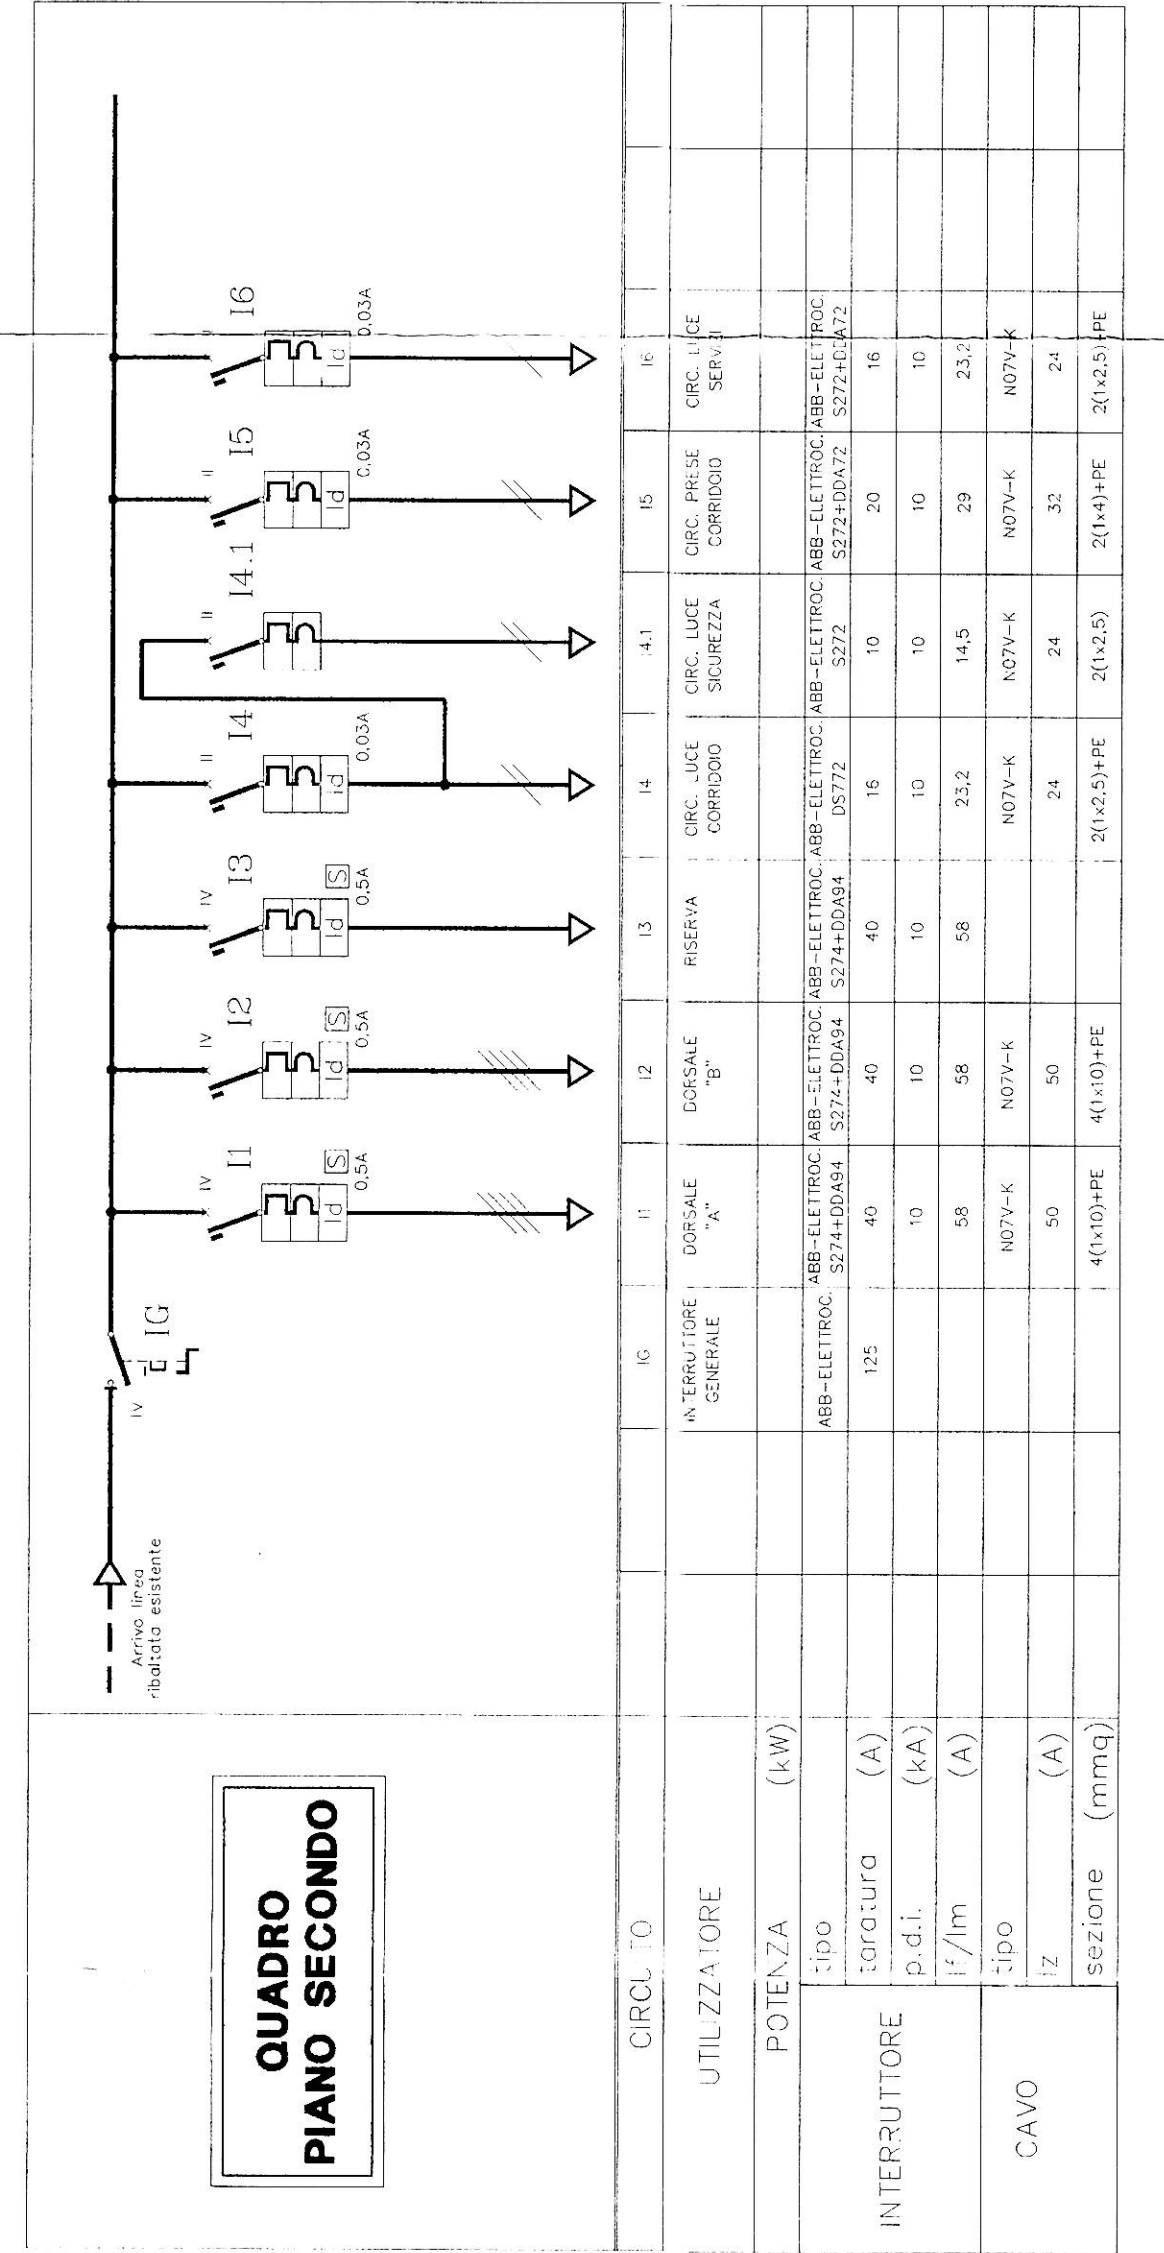 QUADRO
PIANO SECONDO
Arrivo linea
ribaltata esistente
IV
IG
IV
I1
S
Id
0.5A
IV
I2
S
Id
0.5A
IV
I3
S
Id
0.5A
II
I4
Id
0.03A
II
I4.1
II
I5
Id
0.03A
II
I6
Id
0.03A
CIRCUITO IG I1 I2 I3 I4 I4.1 I5 I6
UTILIZZATORE
INTERRUTTORE
GENERALE
DORSALE
"A"
DORSALE
"B"
RISERVA
CIRC. LUCE
CORRIDOIO
CIRC. LUCE
SICUREZZA
CIRC. PRESE
CORRIDOIO
CIRC. LUCE
SERVIZI
POTENZA (kW)
INTERRUTTORE
tipo
ABB-ELETTROC.
ABB-ELETTROC.
S274+DDA94
ABB-ELETTROC.
S274+DDA94
ABB-ELETTROC.
S274+DDA94
ABB-ELETTROC.
DS772
ABB-ELETTROC.
S272
ABB-ELETTROC.
S272+DDA72
ABB-ELETTROC.
S272+DDA72
taratura (A) 125 40 40 40 16 10 20 16
p.d.i. (kA) 10 10 10 10 10 10 10
If/Im (A) 58 58 58 23,2 14,5 29 23,2
CAVO
tipo N07V-K N07V-K N07V-K N07V-K N07V-K N07V-K
Iz (A) 50 50 24 24 32 24
sezione (mmq) 4(1x10)+PE 4(1x10)+PE 2(1x2,5)+PE 2(1x2,5) 2(1x4)+PE 2(1x2,5)+PE